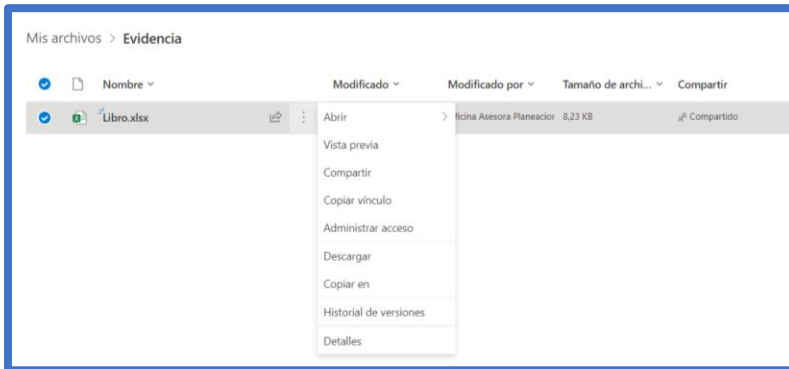 Mis archivos > Evidencia
Nombre Modificado Modificado por Tamaño de archi... Compartir
Libro.xlsx ficina Asesora Planeacior 8,23 KB Compartido
Abrir
Vista previa
Compartir
Copiar vínculo
Administrar acceso
Descargar
Copiar en
Historial de versiones
Detalles